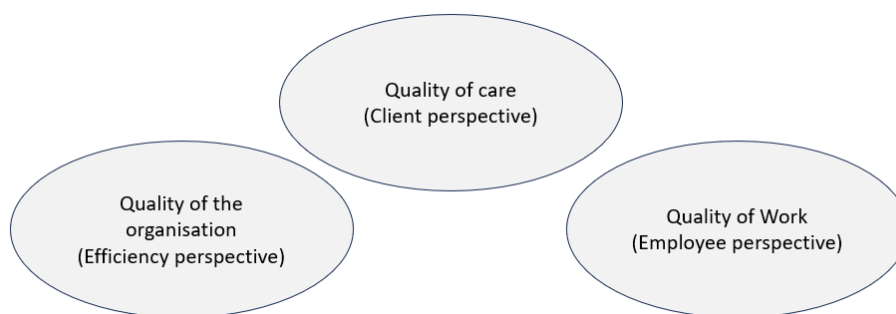 Quality of care
(Client perspective)
Quality of the
organisation
(Efficiency perspective)
Quality of Work
(Employee perspective)